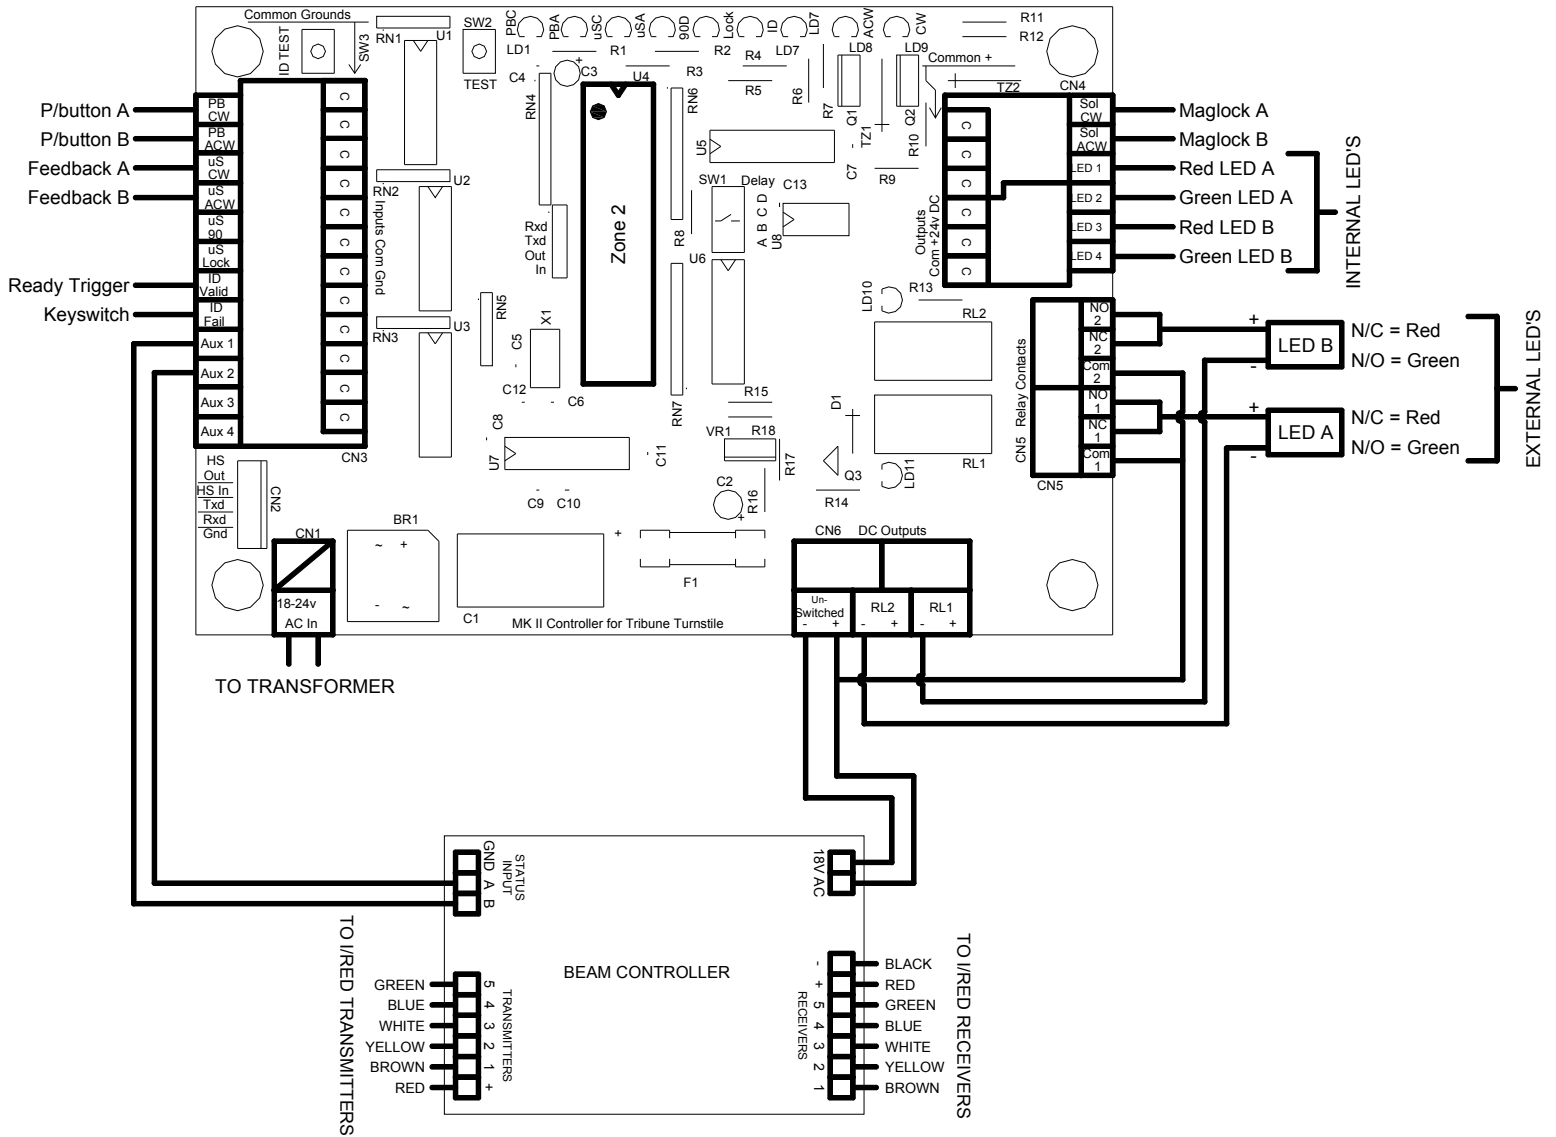 Common Grounds
ID TEST
SW3
RN1
U1
SW2
TEST
PBC
LD1
PBA
uSC
R1
uSA
90D
R2
Lock
ID
LD7
LD7
ACW
LD8
CW
LD9
R11
R12
Common +
C4
C3
U4
R3
R4
R5
R6
R7
Q1
TZ1
Q2
R10
TZ2
CN4
RN4
RN6
U5
C7
R9
P/button A
P/button B
Feedback A
Feedback B
Ready Trigger
Keyswitch
PB
CW
PB
ACW
uS
CW
uS
ACW
uS
90
uS
Lock
ID
Valid
ID
Fail
Aux 1
Aux 2
Aux 3
Aux 4
C
C
C
C
C
C
C
C
C
C
C
C
Inputs Com Gnd
CN3
RN2
U2
RN3
U3
Rxd
Txd
Out
In
Zone 2
R8
SW1
Delay
A B C D
C13
U8
U6
RN5
X1
C5
C12
C6
RN7
C8
U7
C11
C9
C10
R15
VR1
R18
R17
C2
+
R16
D1
Q3
R14
LD10
R13
RL2
RL1
LD11
C
C
C
C
C
C
Outputs
Com +24v DC
Sol
CW
Sol
ACW
LED 1
LED 2
LED 3
LED 4
Maglock A
Maglock B
Red LED A
Green LED A
Red LED B
Green LED B
INTERNAL LED'S
CN5 Relay Contacts
NO
2
NC
2
Com
2
NO
1
NC
1
Com
1
CN5
+
LED B
-
N/C = Red
N/O = Green
+
LED A
-
N/C = Red
N/O = Green
EXTERNAL LED'S
HS
Out
HS In
Txd
Rxd
Gnd
CN2
CN1
18-24v
AC In
TO TRANSFORMER
BR1
~ +
- ~
C1
+
F1
MK II Controller for Tribune Turnstile
CN6 DC Outputs
Un-
Switched
- +
RL2
- +
RL1
- +
GND A B
STATUS
INPUT
18V AC
BEAM CONTROLLER
TO I/RED TRANSMITTERS
GREEN
BLUE
WHITE
YELLOW
BROWN
RED
5 4 3 2 1 +
TRANSMITTERS
RECEIVERS
- + 5 4 3 2 1
BLACK
RED
GREEN
BLUE
WHITE
YELLOW
BROWN
TO I/RED RECEIVERS